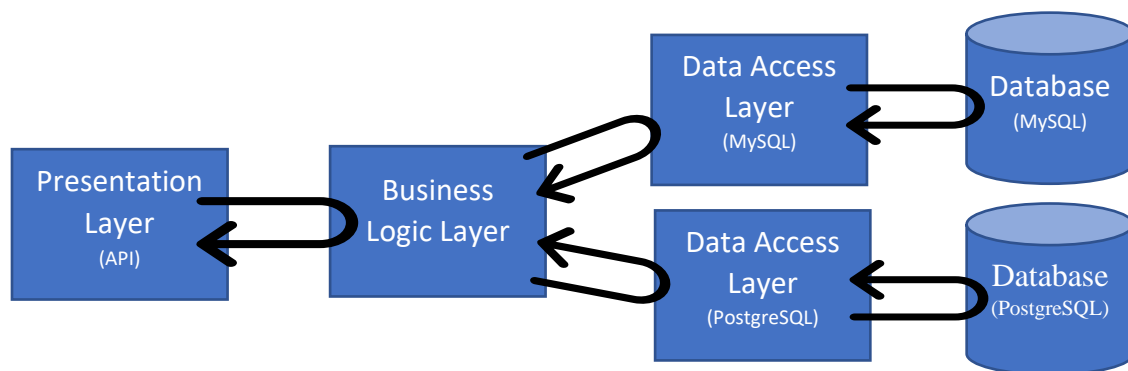 Presentation
Layer
(API)
Business
Logic Layer
Data Access
Layer
(MySQL)
Database
(MySQL)
Data Access
Layer
(PostgreSQL)
Database
(PostgreSQL)